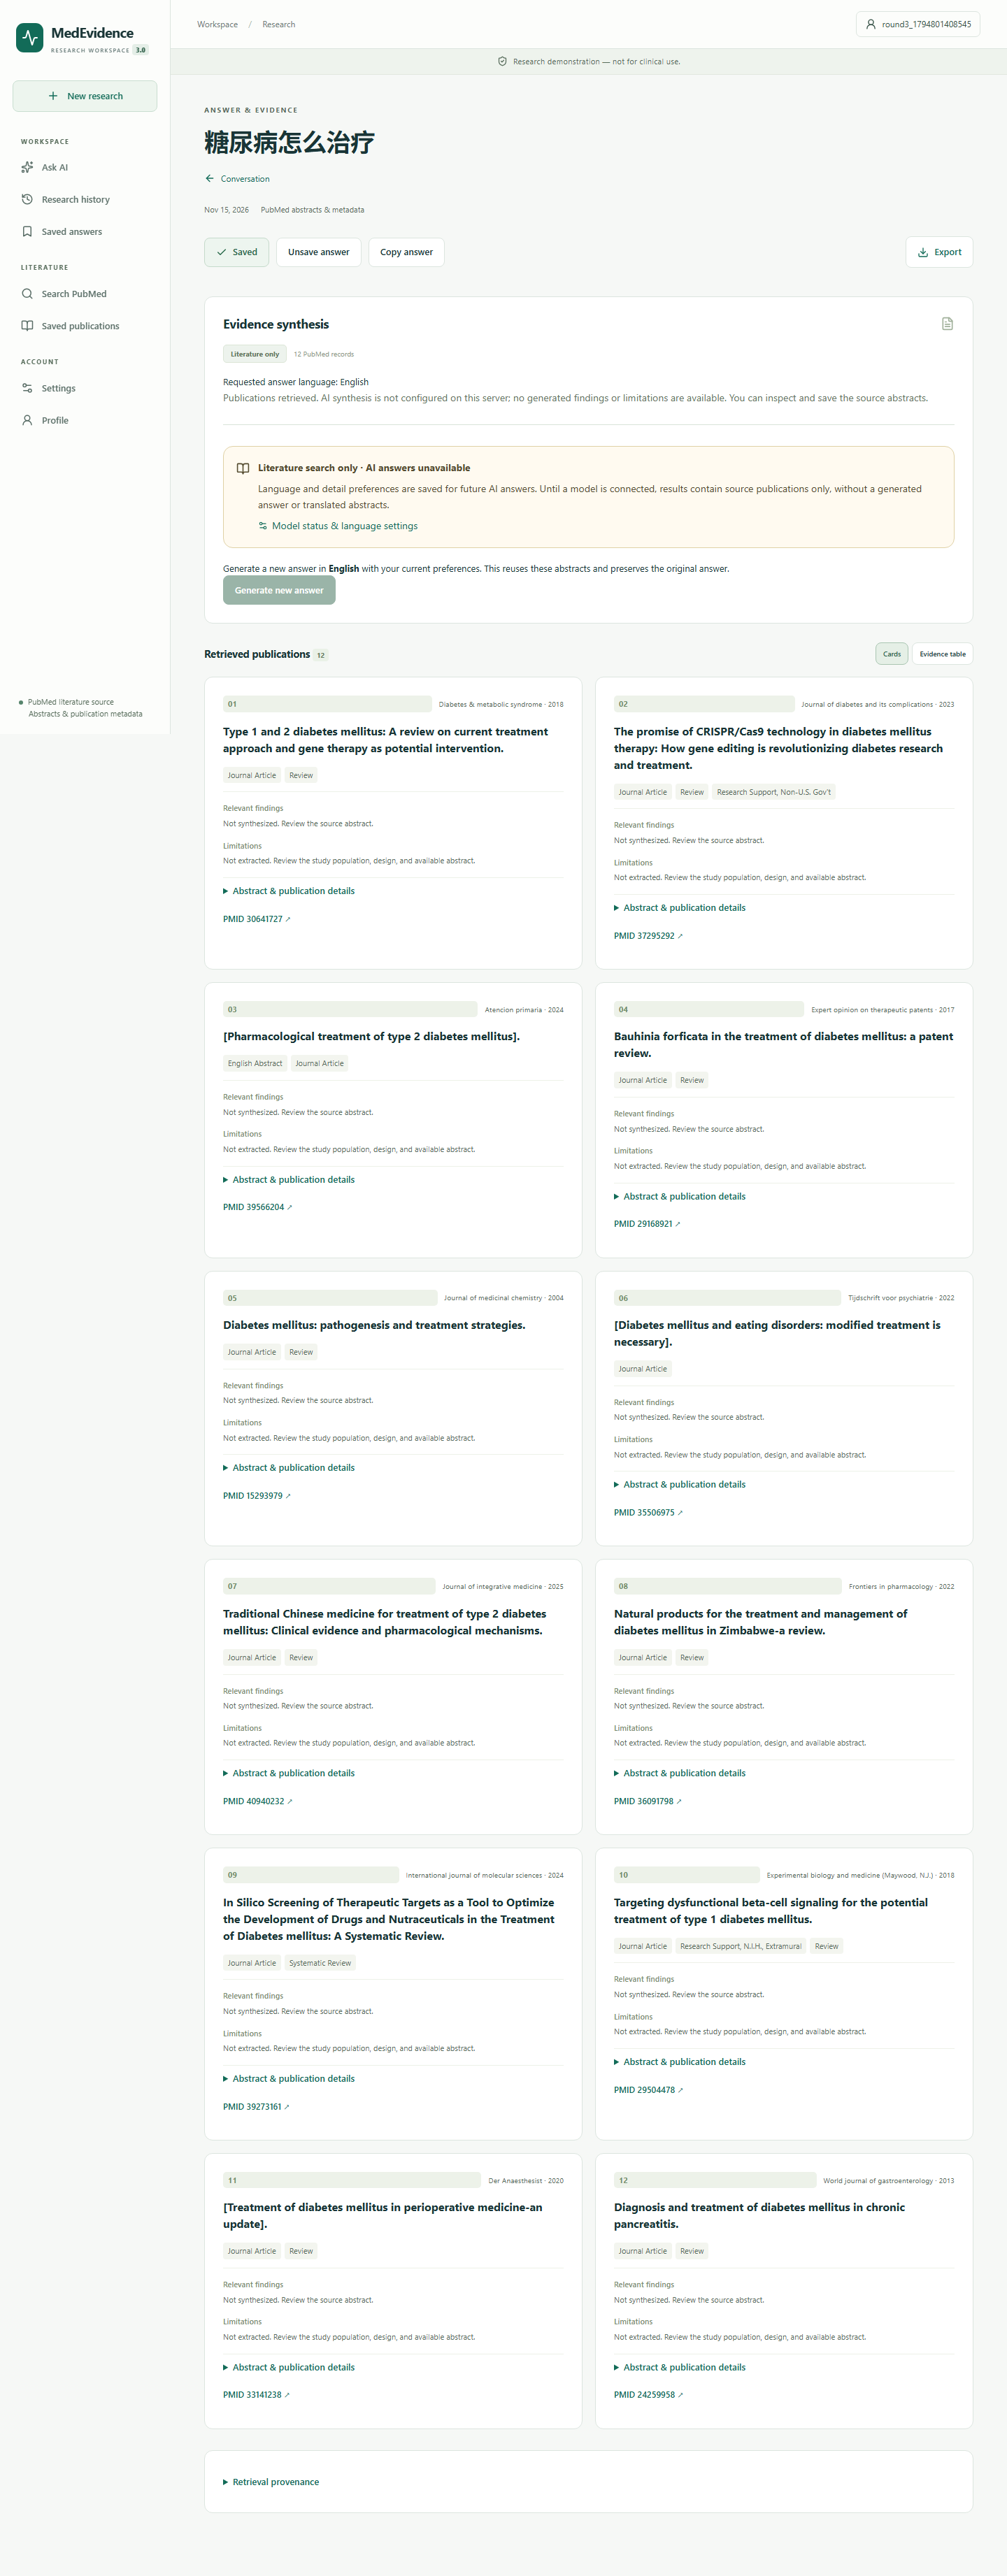 MedEvidence
RESEARCH WORKSPACE 3.0
New research
WORKSPACE
Ask AI
Research history
Saved answers
LITERATURE
Search PubMed
Saved publications
ACCOUNT
Settings
Profile
PubMed literature source
Abstracts & publication metadata
Workspace / Research
round3_1794801408545
Research demonstration — not for clinical use.
ANSWER & EVIDENCE
糖尿病怎么治疗
Conversation
Nov 15, 2026 PubMed abstracts & metadata
Saved
Unsave answer
Copy answer
Export
Evidence synthesis
Literature only 12 PubMed records
Requested answer language: English
Publications retrieved. AI synthesis is not configured on this server; no generated findings or limitations are available. You can inspect and save the source abstracts.
Literature search only · AI answers unavailable
Language and detail preferences are saved for future AI answers. Until a model is connected, results contain source publications only, without a generated
answer or translated abstracts.
Model status & language settings
Generate a new answer in English with your current preferences. This reuses these abstracts and preserves the original answer.
Generate new answer
Retrieved publications 12
Cards
Evidence table
01 Diabetes & metabolic syndrome · 2018
Type 1 and 2 diabetes mellitus: A review on current treatment
approach and gene therapy as potential intervention.
Journal Article Review
Relevant findings
Not synthesized. Review the source abstract.
Limitations
Not extracted. Review the study population, design, and available abstract.
Abstract & publication details
PMID 30641727 ↗
02 Journal of diabetes and its complications · 2023
The promise of CRISPR/Cas9 technology in diabetes mellitus
therapy: How gene editing is revolutionizing diabetes research
and treatment.
Journal Article Review Research Support, Non-U.S. Gov't
Relevant findings
Not synthesized. Review the source abstract.
Limitations
Not extracted. Review the study population, design, and available abstract.
Abstract & publication details
PMID 37295292 ↗
03 Atencion primaria · 2024
[Pharmacological treatment of type 2 diabetes mellitus].
English Abstract Journal Article
Relevant findings
Not synthesized. Review the source abstract.
Limitations
Not extracted. Review the study population, design, and available abstract.
Abstract & publication details
PMID 39566204 ↗
04 Expert opinion on therapeutic patents · 2017
Bauhinia forficata in the treatment of diabetes mellitus: a patent
review.
Journal Article Review
Relevant findings
Not synthesized. Review the source abstract.
Limitations
Not extracted. Review the study population, design, and available abstract.
Abstract & publication details
PMID 29168921 ↗
05 Journal of medicinal chemistry · 2004
Diabetes mellitus: pathogenesis and treatment strategies.
Journal Article Review
Relevant findings
Not synthesized. Review the source abstract.
Limitations
Not extracted. Review the study population, design, and available abstract.
Abstract & publication details
PMID 15293979 ↗
06 Tijdschrift voor psychiatrie · 2022
[Diabetes mellitus and eating disorders: modified treatment is
necessary].
Journal Article
Relevant findings
Not synthesized. Review the source abstract.
Limitations
Not extracted. Review the study population, design, and available abstract.
Abstract & publication details
PMID 35506975 ↗
07 Journal of integrative medicine · 2025
Traditional Chinese medicine for treatment of type 2 diabetes
mellitus: Clinical evidence and pharmacological mechanisms.
Journal Article Review
Relevant findings
Not synthesized. Review the source abstract.
Limitations
Not extracted. Review the study population, design, and available abstract.
Abstract & publication details
PMID 40940232 ↗
08 Frontiers in pharmacology · 2022
Natural products for the treatment and management of
diabetes mellitus in Zimbabwe-a review.
Journal Article Review
Relevant findings
Not synthesized. Review the source abstract.
Limitations
Not extracted. Review the study population, design, and available abstract.
Abstract & publication details
PMID 36091798 ↗
09 International journal of molecular sciences · 2024
In Silico Screening of Therapeutic Targets as a Tool to Optimize
the Development of Drugs and Nutraceuticals in the Treatment
of Diabetes mellitus: A Systematic Review.
Journal Article Systematic Review
Relevant findings
Not synthesized. Review the source abstract.
Limitations
Not extracted. Review the study population, design, and available abstract.
Abstract & publication details
PMID 39273161 ↗
10 Experimental biology and medicine (Maywood, N.J.) · 2018
Targeting dysfunctional beta-cell signaling for the potential
treatment of type 1 diabetes mellitus.
Journal Article Research Support, N.I.H., Extramural Review
Relevant findings
Not synthesized. Review the source abstract.
Limitations
Not extracted. Review the study population, design, and available abstract.
Abstract & publication details
PMID 29504478 ↗
11 Der Anaesthesist · 2020
[Treatment of diabetes mellitus in perioperative medicine-an
update].
Journal Article Review
Relevant findings
Not synthesized. Review the source abstract.
Limitations
Not extracted. Review the study population, design, and available abstract.
Abstract & publication details
PMID 33141238 ↗
12 World journal of gastroenterology · 2013
Diagnosis and treatment of diabetes mellitus in chronic
pancreatitis.
Journal Article Review
Relevant findings
Not synthesized. Review the source abstract.
Limitations
Not extracted. Review the study population, design, and available abstract.
Abstract & publication details
PMID 24259958 ↗
Retrieval provenance